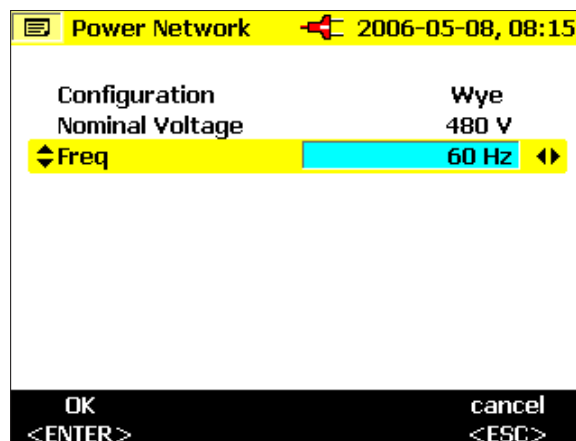 Power Network 2006-05-08, 08:15
Configuration Wye
Nominal Voltage 480 V
Freq 60 Hz
OK cancel
<ENTER> <ESC>